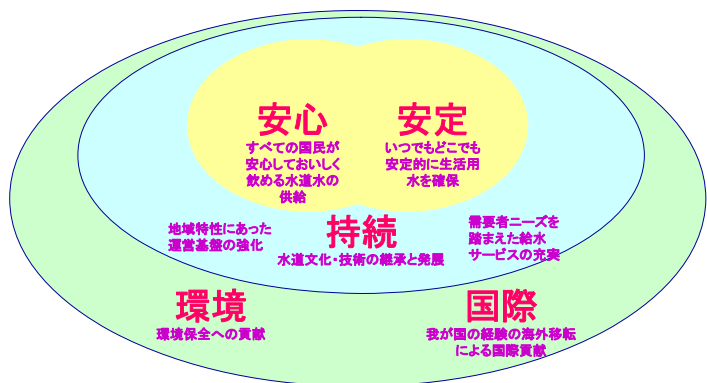 安心
すべての国民が
安心しておいしく
飲める水道水の
供給
安定
いつでもどこでも
安定的に生活用
水を確保
地域特性にあった
運営基盤の強化
持続
水道文化・技術の継承と発展
需要者ニーズを
踏まえた給水
サービスの充実
環境
環境保全への貢献
国際
我が国の経験の海外移転
による国際貢献